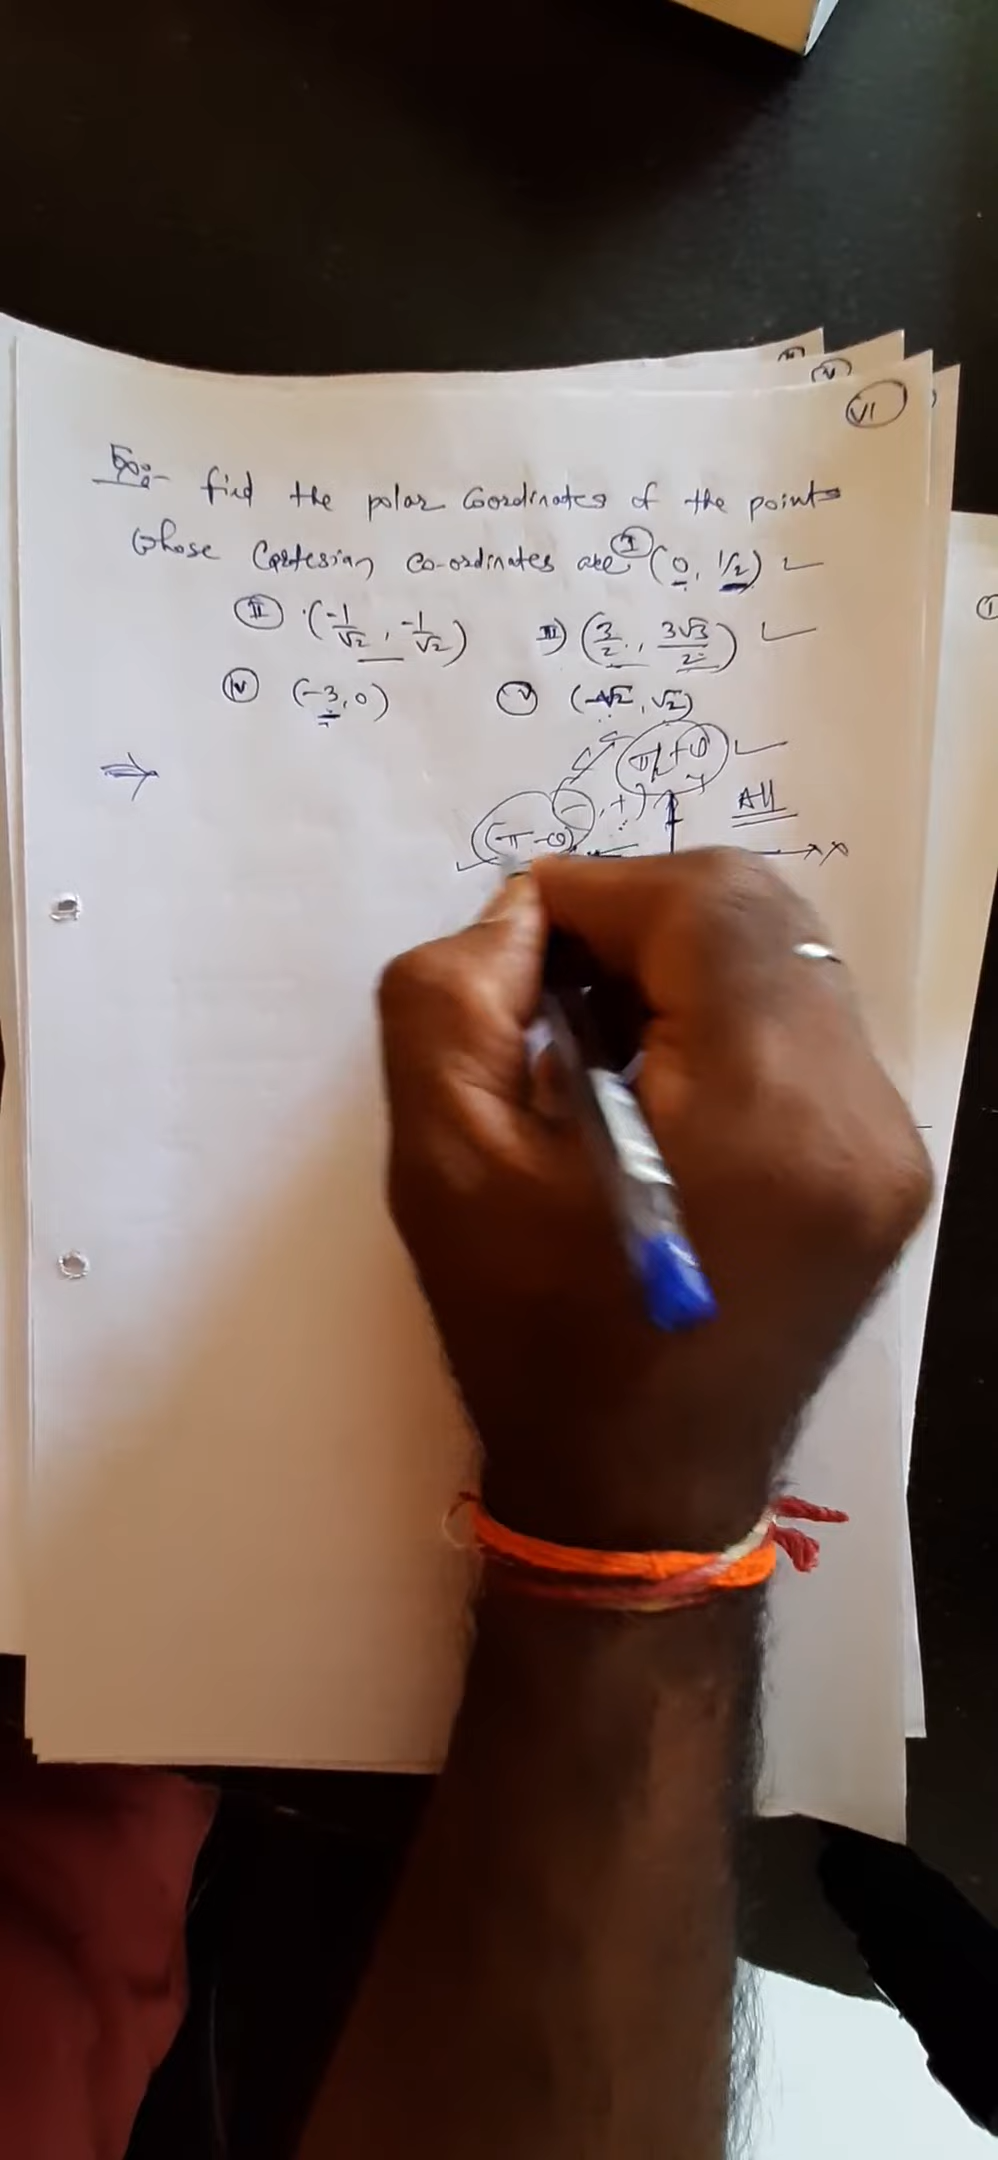 VI
Ex:- find the polar Coordinates of the points
whose Cartesian co-ordinates are (I) (0, 1/2) ✓
(II) (-1/√2, -1/√2) III) (3/2, 3√3/2) ✓
(IV) (-3, 0) (V) (-√2, √2)
⇒ (π/2+θ) ✓
(-, +) y All
(π-θ) x